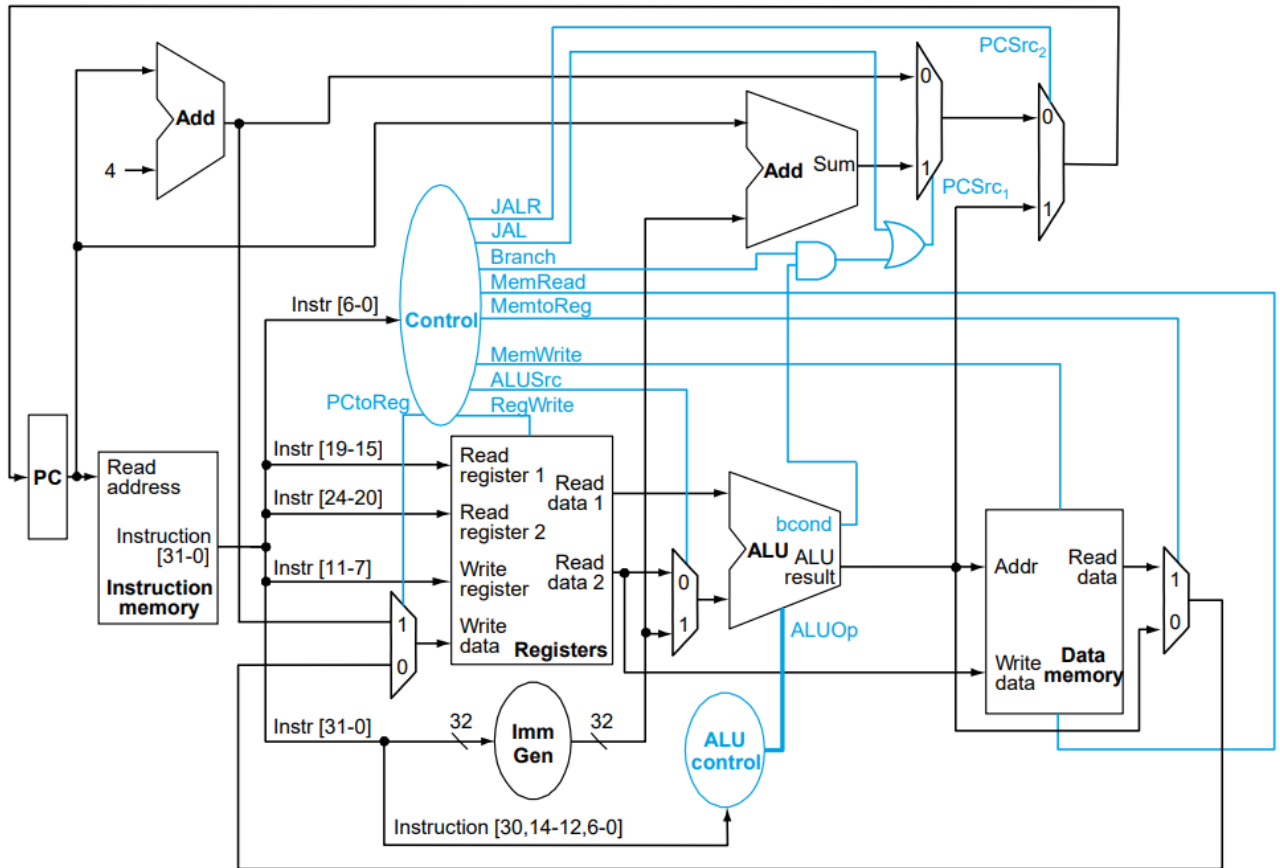 PCSrc2
0
Add
0
4
Add
Sum
1
PCSrc1
1
JALR
JAL
Branch
MemRead
MemtoReg
Instr [6-0]
Control
MemWrite
ALUSrc
PCtoReg
RegWrite
PC
Read
address
Instruction
[31-0]
Instruction
memory
Instr [19-15]
Instr [24-20]
Instr [11-7]
Read
register 1
Read
register 2
Write
register
Write
data
Registers
Read
data 1
Read
data 2
1
0
0
1
bcond
ALU
ALU
result
ALUOp
Addr
Read
data
Write
data
Data
memory
1
0
Instr [31-0]
32
Imm
Gen
32
ALU
control
Instruction [30,14-12,6-0]